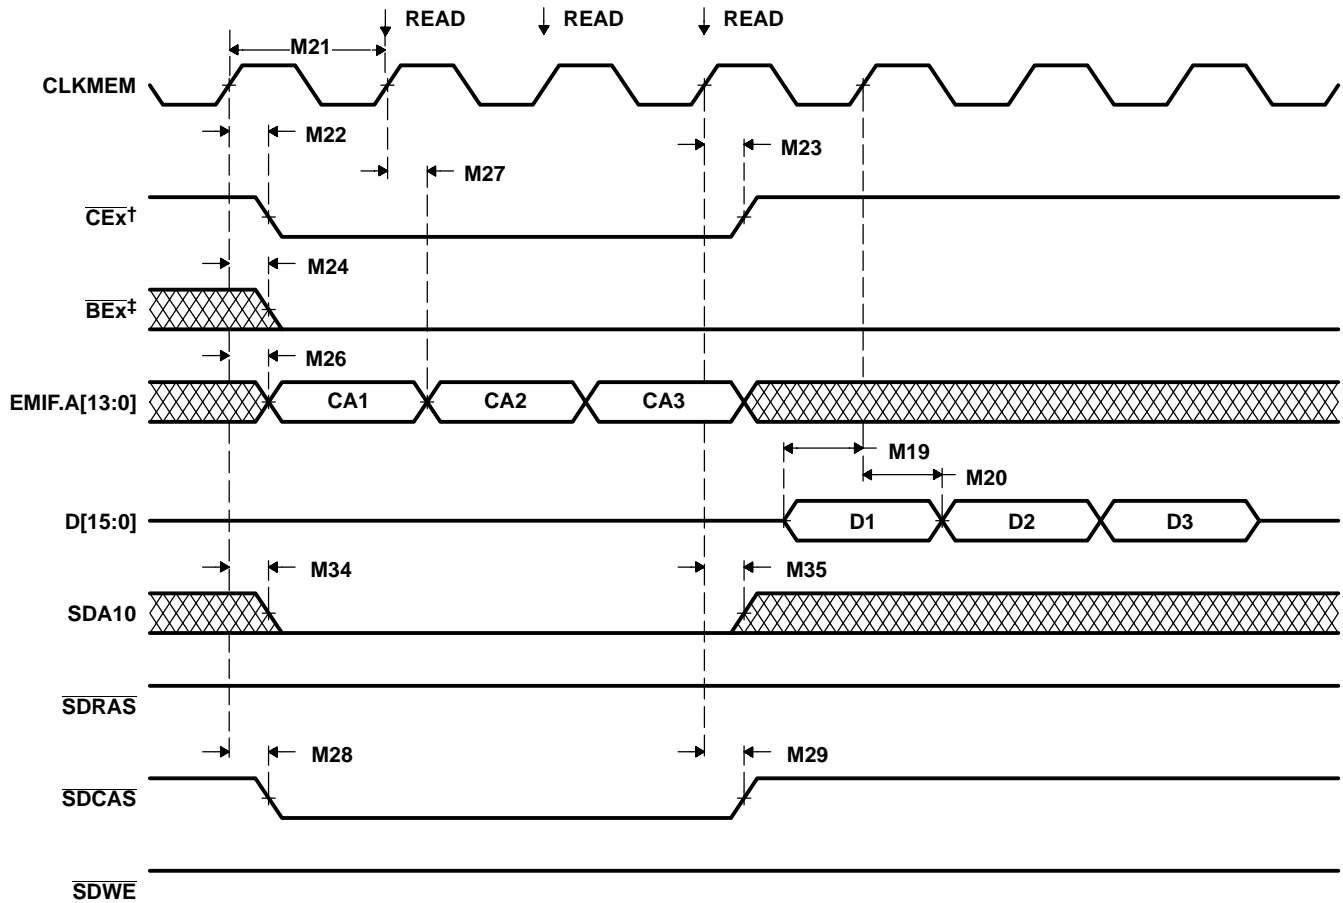 READ READ READ
M21
CLKMEM
M22 M23
M27
CEx†
M24
BEx‡
M26
EMIF.A[13:0] CA1 CA2 CA3
M19
M20
D[15:0] D1 D2 D3
M34 M35
SDA10
SDRAS
M28 M29
SDCAS
SDWE